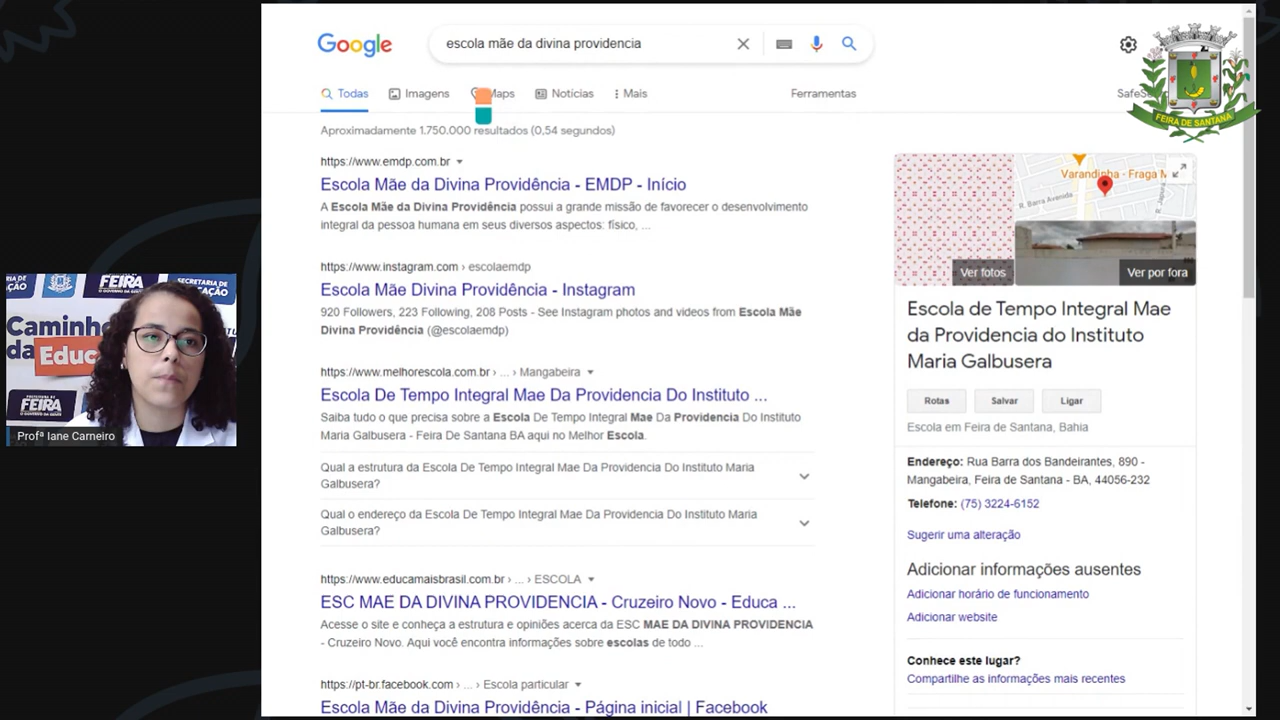 Google
escola mãe da divina providencia
Todas
Imagens
Maps
Notícias
Mais
Ferramentas
FEIRA DE SANTANA
Aproximadamente 1.750.000 resultados (0,54 segundos)
https://www.emdp.com.br
Escola Mãe da Divina Providência - EMDP - Início
A Escola Mãe da Divina Providência possui a grande missão de favorecer o desenvolvimento
integral da pessoa humana em seus diversos aspectos: físico, ...
https://www.instagram.com › escolaemdp
Escola Mãe Divina Providência - Instagram
920 Followers, 223 Following, 208 Posts - See Instagram photos and videos from Escola Mãe
Divina Providência (@escolaemdp)
https://www.melhorescola.com.br › ... › Mangabeira
Escola De Tempo Integral Mae Da Providencia Do Instituto ...
Saiba tudo o que precisa sobre a Escola De Tempo Integral Mae Da Providencia Do Instituto
Maria Galbusera - Feira De Santana BA aqui no Melhor Escola.
Qual a estrutura da Escola De Tempo Integral Mae Da Providencia Do Instituto Maria
Galbusera?
Qual o endereço da Escola De Tempo Integral Mae Da Providencia Do Instituto Maria
Galbusera?
https://www.educamaisbrasil.com.br › ... › ESCOLA
ESC MAE DA DIVINA PROVIDENCIA - Cruzeiro Novo - Educa ...
Acesse o site e conheça a estrutura e opiniões acerca da ESC MAE DA DIVINA PROVIDENCIA
- Cruzeiro Novo. Aqui você encontra informações sobre escolas de todo ...
https://pt-br.facebook.com › ... › Escola particular
Escola Mãe da Divina Providência - Página inicial | Facebook
Varandinha - Fraga M
R. Barra Avenida
Ver fotos
Ver por fora
Escola de Tempo Integral Mae
da Providencia do Instituto
Maria Galbusera
Rotas
Salvar
Ligar
Escola em Feira de Santana, Bahia
Endereço: Rua Barra dos Bandeirantes, 890 -
Mangabeira, Feira de Santana - BA, 44056-232
Telefone: (75) 3224-6152
Sugerir uma alteração
Adicionar informações ausentes
Adicionar horário de funcionamento
Adicionar website
Conhece este lugar?
Compartilhe as informações mais recentes
FEIRA
SECRETARIA DE
Caminho
da Educ
FEIRA
Profª Iane Carneiro